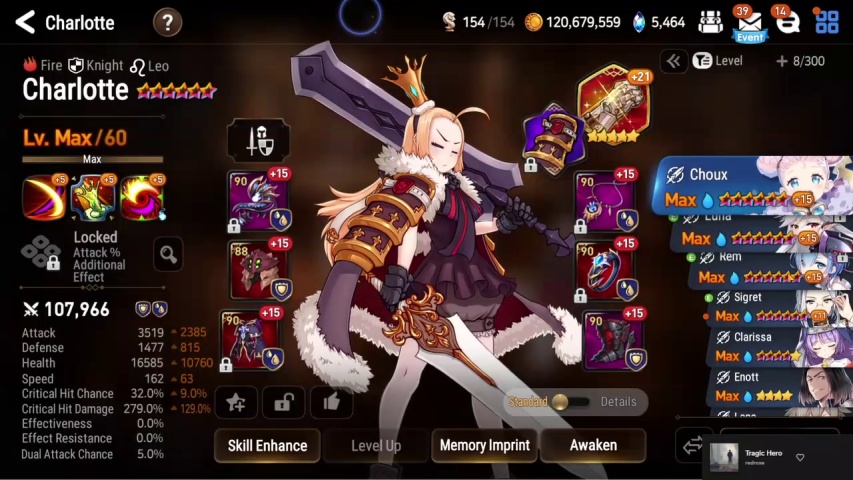 Charlotte
?
154/154
120,679,559
5,464
39
14
Event
Fire Knight Leo
Charlotte
Lv. Max/60
Max
+5
+5
+5
Locked
Attack %
Additional
Effect
107,966
Attack 3519 2385
Defense 1477 815
Health 16585 10760
Speed 162 63
Critical Hit Chance 32.0% 9.0%
Critical Hit Damage 279.0% 129.0%
Effectiveness 0.0%
Effect Resistance 0.0%
Dual Attack Chance 5.0%
90 +15
88 +15
90 +15
+21
90 +15
90 +15
90 +15
Standard Details
Skill Enhance
Level Up
Memory Imprint
Awaken
Level
+ 8/300
Choux
Max +15
Luna
Max +15
Rem
Max +15
Sigret
Max +11
Clarissa
Max
Enott
Max
Tragic Hero
redrose